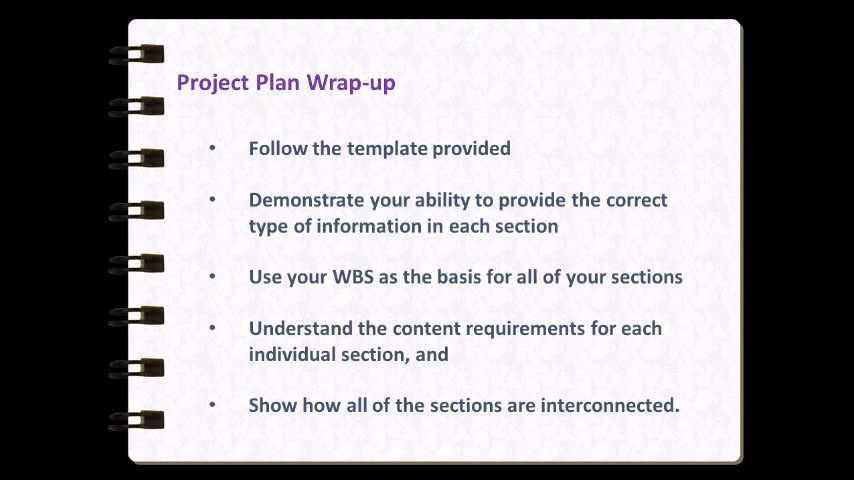 Project Plan Wrap-up
• Follow the template provided
• Demonstrate your ability to provide the correct
type of information in each section
• Use your WBS as the basis for all of your sections
• Understand the content requirements for each
individual section, and
• Show how all of the sections are interconnected.